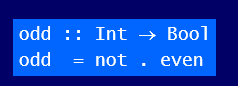 odd :: Int → Bool
odd  = not . even